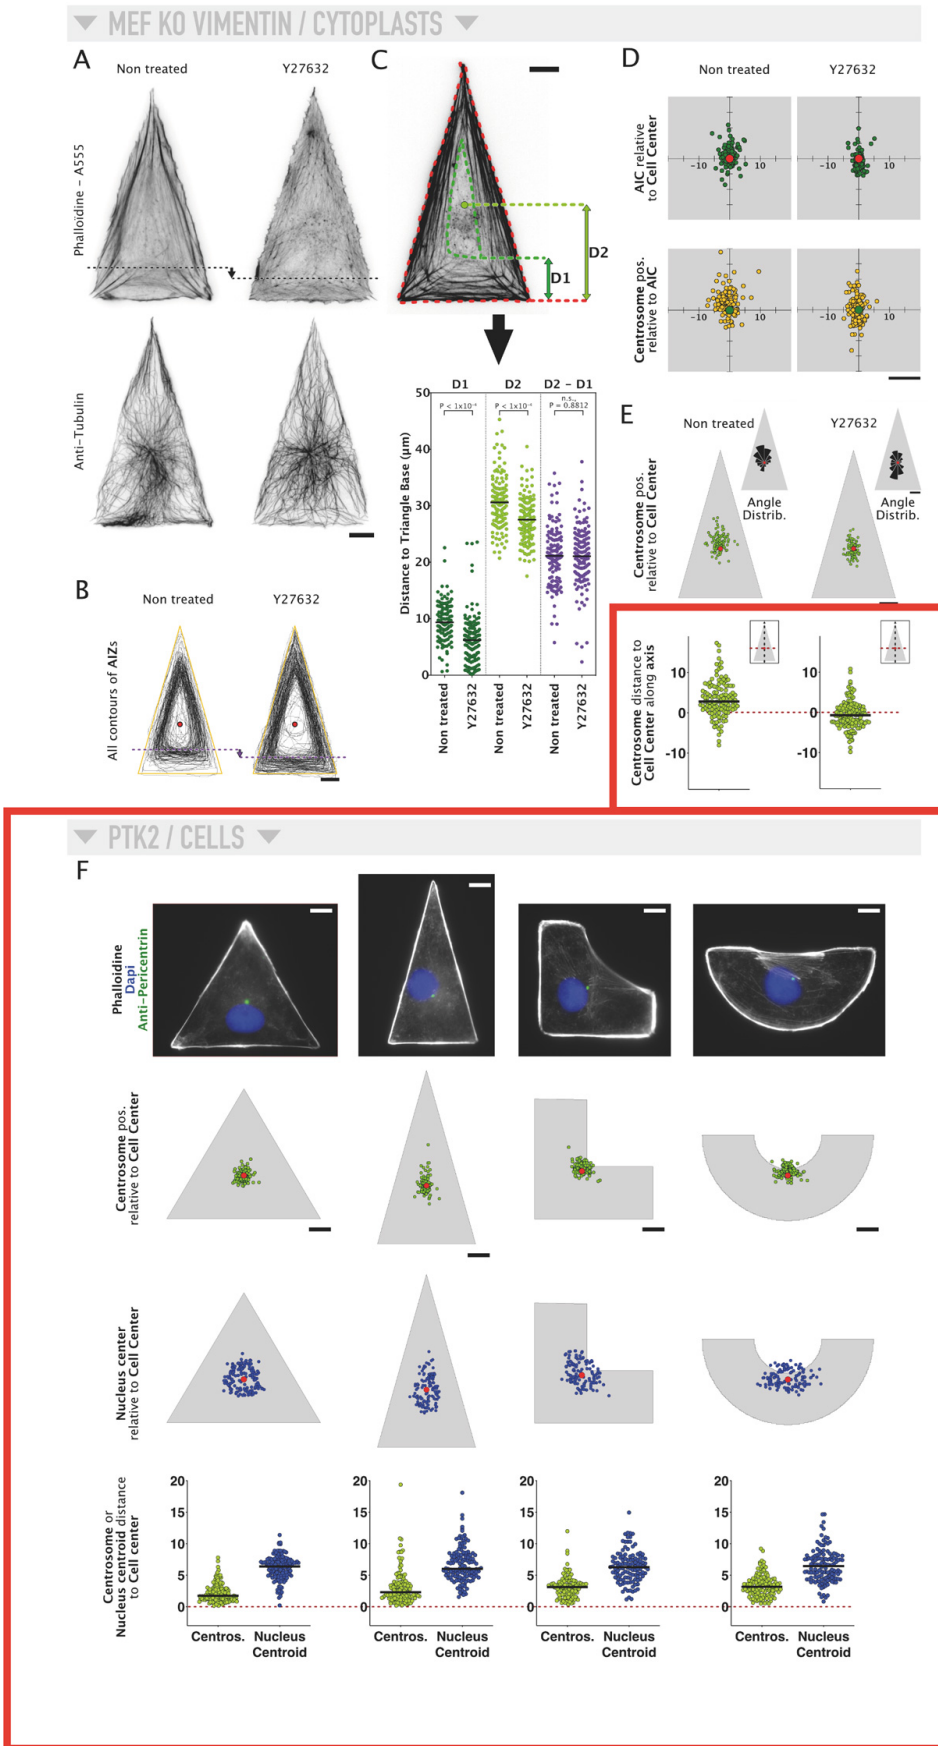 MEF KO VIMENTIN / CYTOPLASTS
A
Non treated
Y27632
Phalloïdine - A555
Anti-Tubulin
B
Non treated
Y27632
All contours of AIZs
C
D1
D2
D1
D2
D2 - D1
n.s.,
P = 0.8812
50
40
30
20
10
0
Distance to Triangle Base (µm)
Non treated
Y27632
Non treated
Y27632
Non treated
Y27632
D
Non treated
Y27632
AIC relative
to Cell Center
-10
10
-10
10
Centrosome pos.
relative to AIC
-10
10
-10
10
E
Non treated
Y27632
Angle
Distrib.
Angle
Distrib.
Centrosome pos.
relative to Cell Center
Centrosome distance to
Cell Center along axis
10
0
-10
10
0
-10
PTK2 / CELLS
F
Phalloidine
Dapi
Anti-Pericentrin
Centrosome pos.
relative to Cell Center
Nucleus center
relative to Cell Center
Centrosome or
Nucleus centroid distance
to Cell center
20
15
10
5
0
Centros.
Nucleus
Centroid
20
15
10
5
0
Centros.
Nucleus
Centroid
20
15
10
5
0
Centros.
Nucleus
Centroid
20
15
10
5
0
Centros.
Nucleus
Centroid